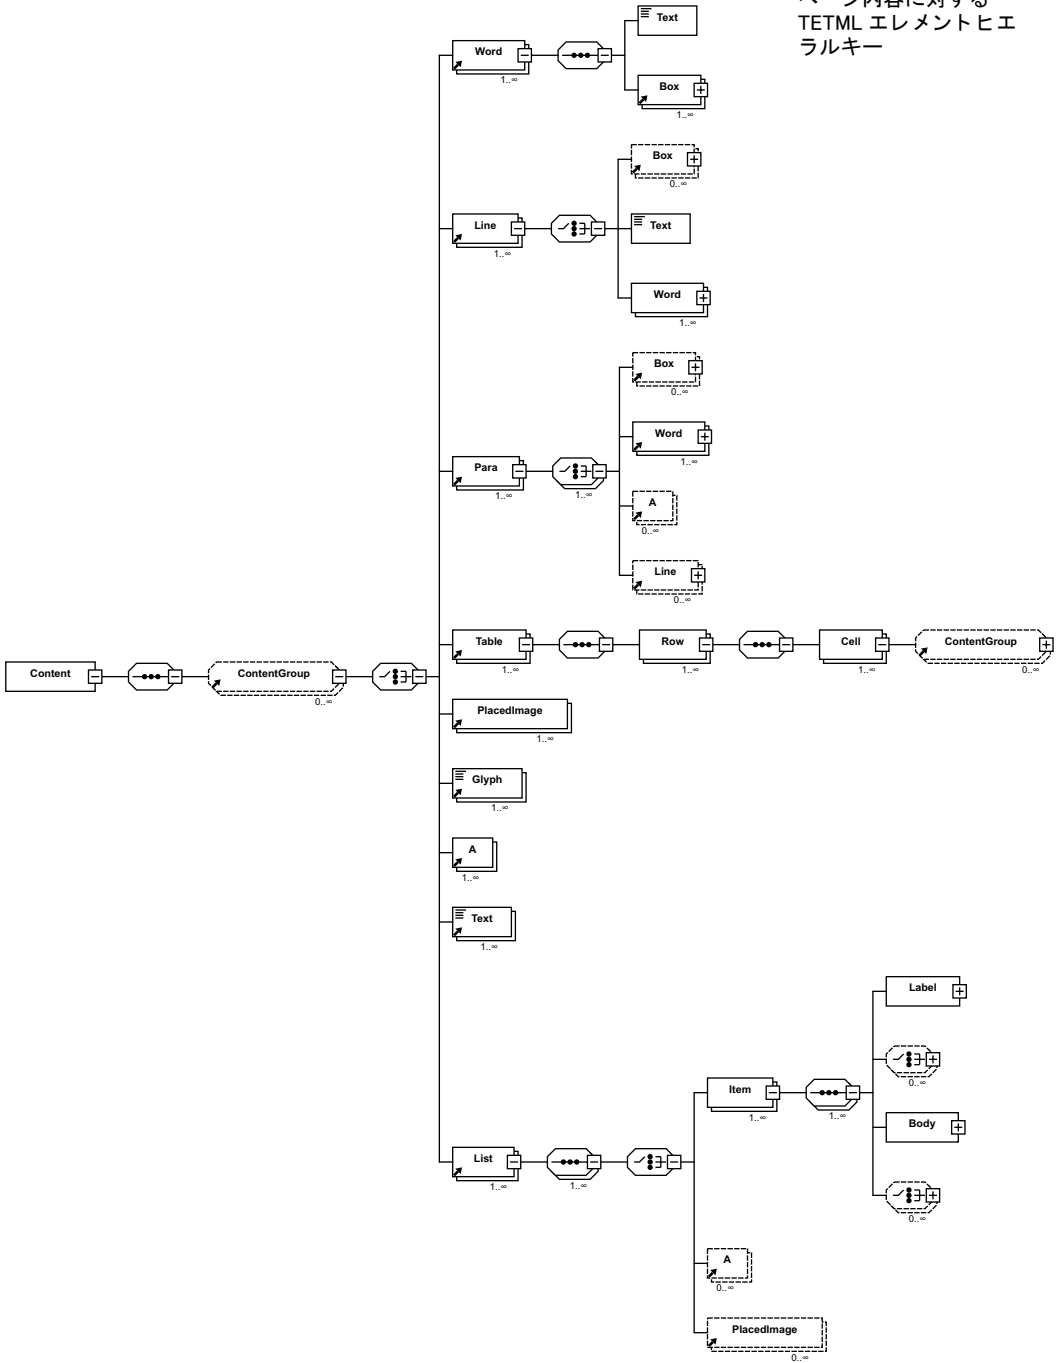 ページ内容に対する
TETML エレメントヒエ
ラルキー
Text
Word
1..∞
Box
1..∞
Box
0..∞
Line
1..∞
Text
Word
1..∞
Box
0..∞
Word
1..∞
Para
1..∞
1..∞
A
0..∞
Line
0..∞
Table
1..∞
Row
1..∞
Cell
1..∞
ContentGroup
0..∞
Content
ContentGroup
0..∞
PlacedImage
1..∞
Glyph
1..∞
A
1..∞
Text
1..∞
Label
0..∞
Item
1..∞
1..∞
Body
List
1..∞
1..∞
0..∞
A
0..∞
PlacedImage
0..∞